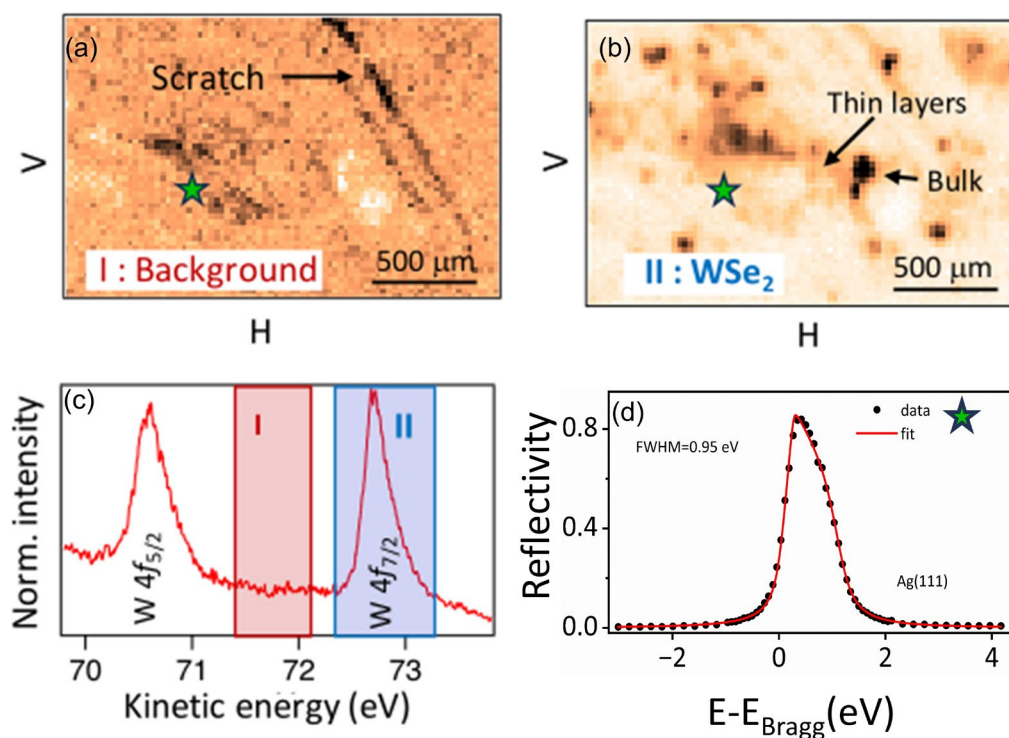 (a)
Scratch
V
I : Background
500 μm
H
(b)
Thin layers
V
Bulk
II : WSe₂
500 μm
H
(c)
I
II
Norm. intensity
W 4f₅/₂
W 4f₇/₂
70 71 72 73
Kinetic energy (eV)
(d)
data
fit
FWHM=0.95 eV
Reflectivity
0.8
0.4
Ag(111)
0.0
−2 0 2 4
E-E_Bragg(eV)